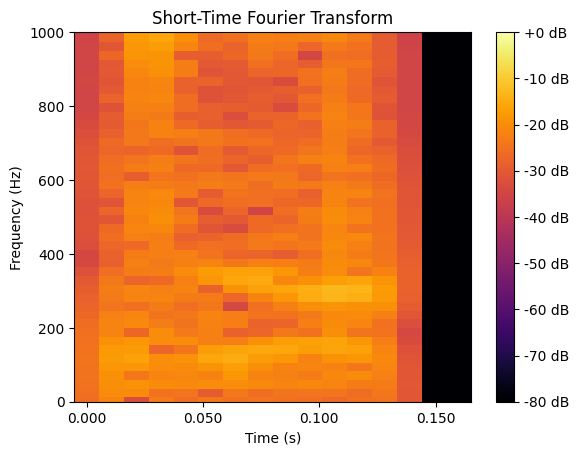 Short-Time Fourier Transform
1000
800
600
400
200
0
Frequency (Hz)
0.000
0.050
0.100
0.150
Time (s)
+0 dB
-10 dB
-20 dB
-30 dB
-40 dB
-50 dB
-60 dB
-70 dB
-80 dB